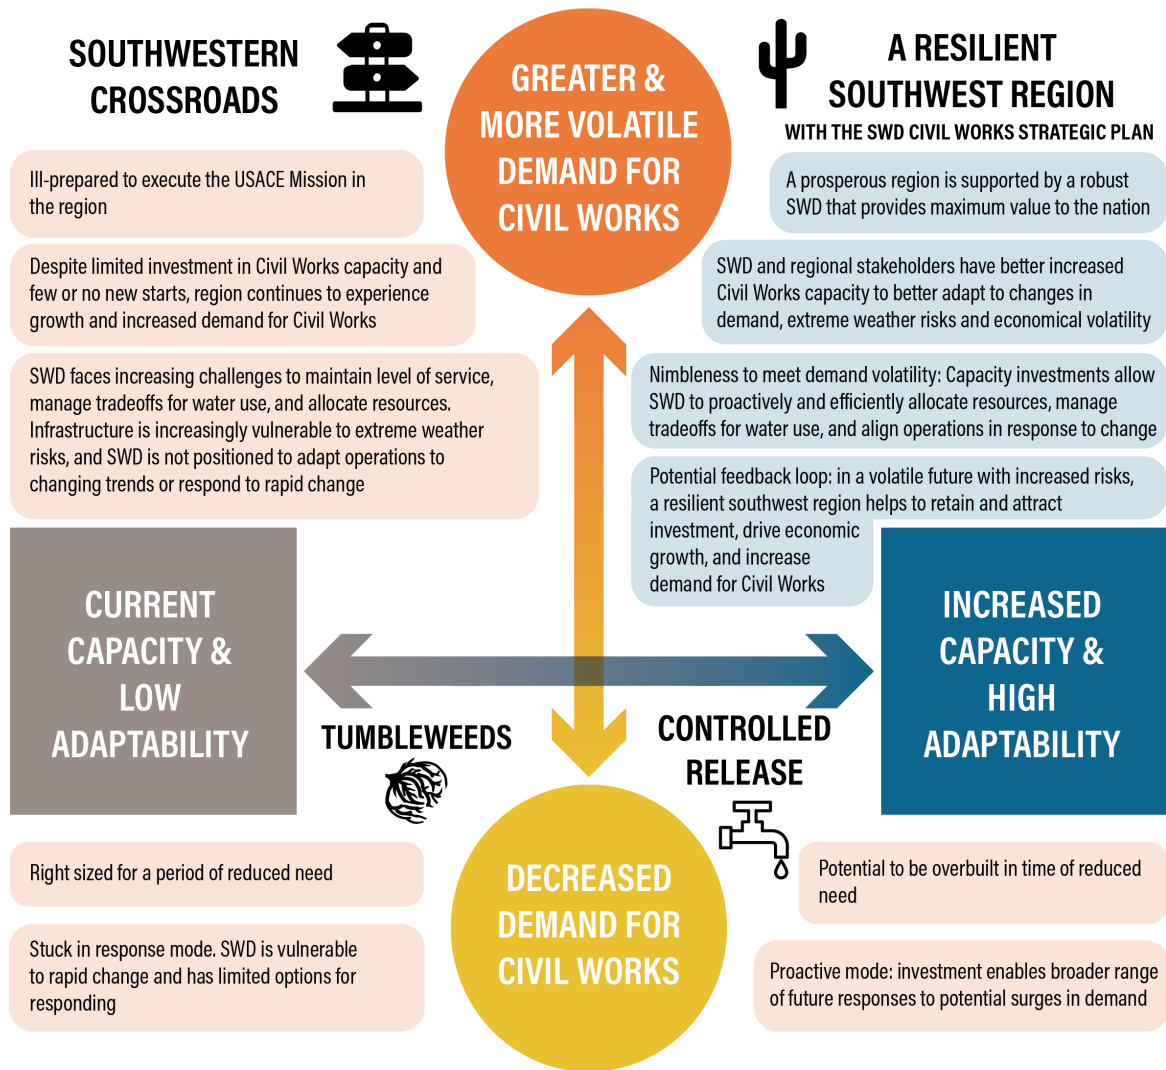 SOUTHWESTERN
CROSSROADS
GREATER &
MORE VOLATILE
DEMAND FOR
CIVIL WORKS
A RESILIENT
SOUTHWEST REGION
WITH THE SWD CIVIL WORKS STRATEGIC PLAN
Ill-prepared to execute the USACE Mission in
the region
Despite limited investment in Civil Works capacity and
few or no new starts, region continues to experience
growth and increased demand for Civil Works
SWD faces increasing challenges to maintain level of service,
manage tradeoffs for water use, and allocate resources.
Infrastructure is increasingly vulnerable to extreme weather
risks, and SWD is not positioned to adapt operations to
changing trends or respond to rapid change
A prosperous region is supported by a robust
SWD that provides maximum value to the nation
SWD and regional stakeholders have better increased
Civil Works capacity to better adapt to changes in
demand, extreme weather risks and economical volatility
Nimbleness to meet demand volatility: Capacity investments allow
SWD to proactively and efficiently allocate resources, manage
tradeoffs for water use, and align operations in response to change
Potential feedback loop: in a volatile future with increased risks,
a resilient southwest region helps to retain and attract
investment, drive economic
growth, and increase
demand for Civil Works
CURRENT
CAPACITY &
LOW
ADAPTABILITY
INCREASED
CAPACITY &
HIGH
ADAPTABILITY
TUMBLEWEEDS
CONTROLLED
RELEASE
DECREASED
DEMAND FOR
CIVIL WORKS
Right sized for a period of reduced need
Stuck in response mode. SWD is vulnerable
to rapid change and has limited options for
responding
Potential to be overbuilt in time of reduced
need
Proactive mode: investment enables broader range
of future responses to potential surges in demand